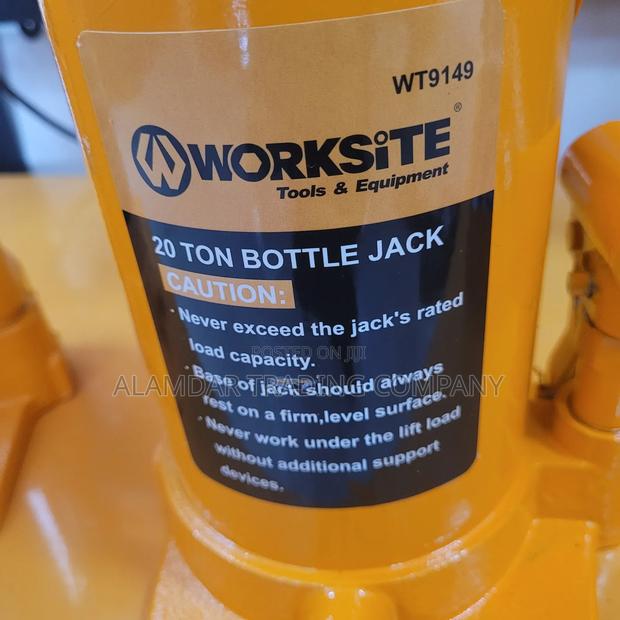 WT9149
WORKSiTE®
Tools & Equipment
20 TON BOTTLE JACK
CAUTION:
· Never exceed the jack's rated
load capacity.
· Base of jack should always
rest on a firm,level surface.
· Never work under the lift load
without additional support
devices.
POSTED ON JIJI
ALAMDAR TRADING COMPANY